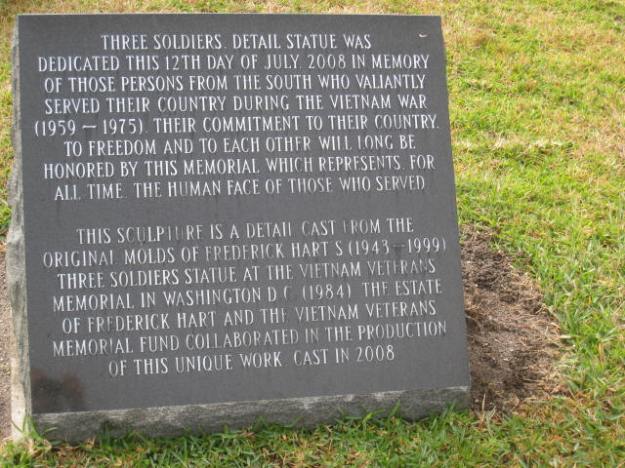 THREE SOLDIERS, DETAIL STATUE WAS
DEDICATED THIS 12TH DAY OF JULY, 2008 IN MEMORY
OF THOSE PERSONS FROM THE SOUTH WHO VALIANTLY
SERVED THEIR COUNTRY DURING THE VIETNAM WAR
(1959 – 1975). THEIR COMMITMENT TO THEIR COUNTRY,
TO FREEDOM AND TO EACH OTHER WILL LONG BE
HONORED BY THIS MEMORIAL WHICH REPRESENTS, FOR
ALL TIME, THE HUMAN FACE OF THOSE WHO SERVED
THIS SCULPTURE IS A DETAIL CAST FROM THE
ORIGINAL MOLDS OF FREDERICK HART'S (1943 – 1999)
THREE SOLDIERS STATUE AT THE VIETNAM VETERANS
MEMORIAL IN WASHINGTON D.C. (1984). THE ESTATE
OF FREDERICK HART AND THE VIETNAM VETERANS
MEMORIAL FUND COLLABORATED IN THE PRODUCTION
OF THIS UNIQUE WORK. CAST IN 2008